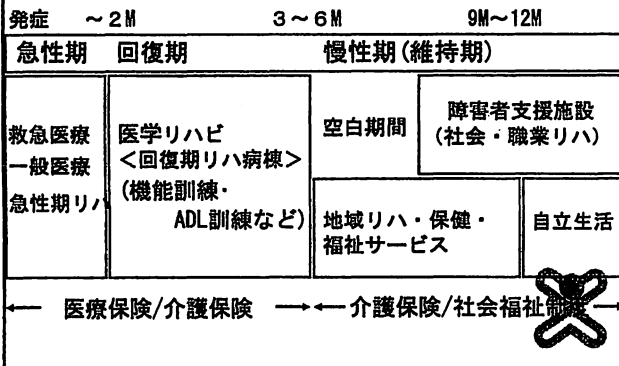 発症　～2M　3～6M　9M～12M
急性期　回復期　慢性期(維持期)
救急医療
一般医療
急性期リハ
医学リハビ
＜回復期リハ病棟＞
(機能訓練・
ADL訓練など)
空白期間
障害者支援施設
(社会・職業リハ)
地域リハ・保健・
福祉サービス
自立生活
← 医療保険/介護保険 →← 介護保険/社会福祉制度 →